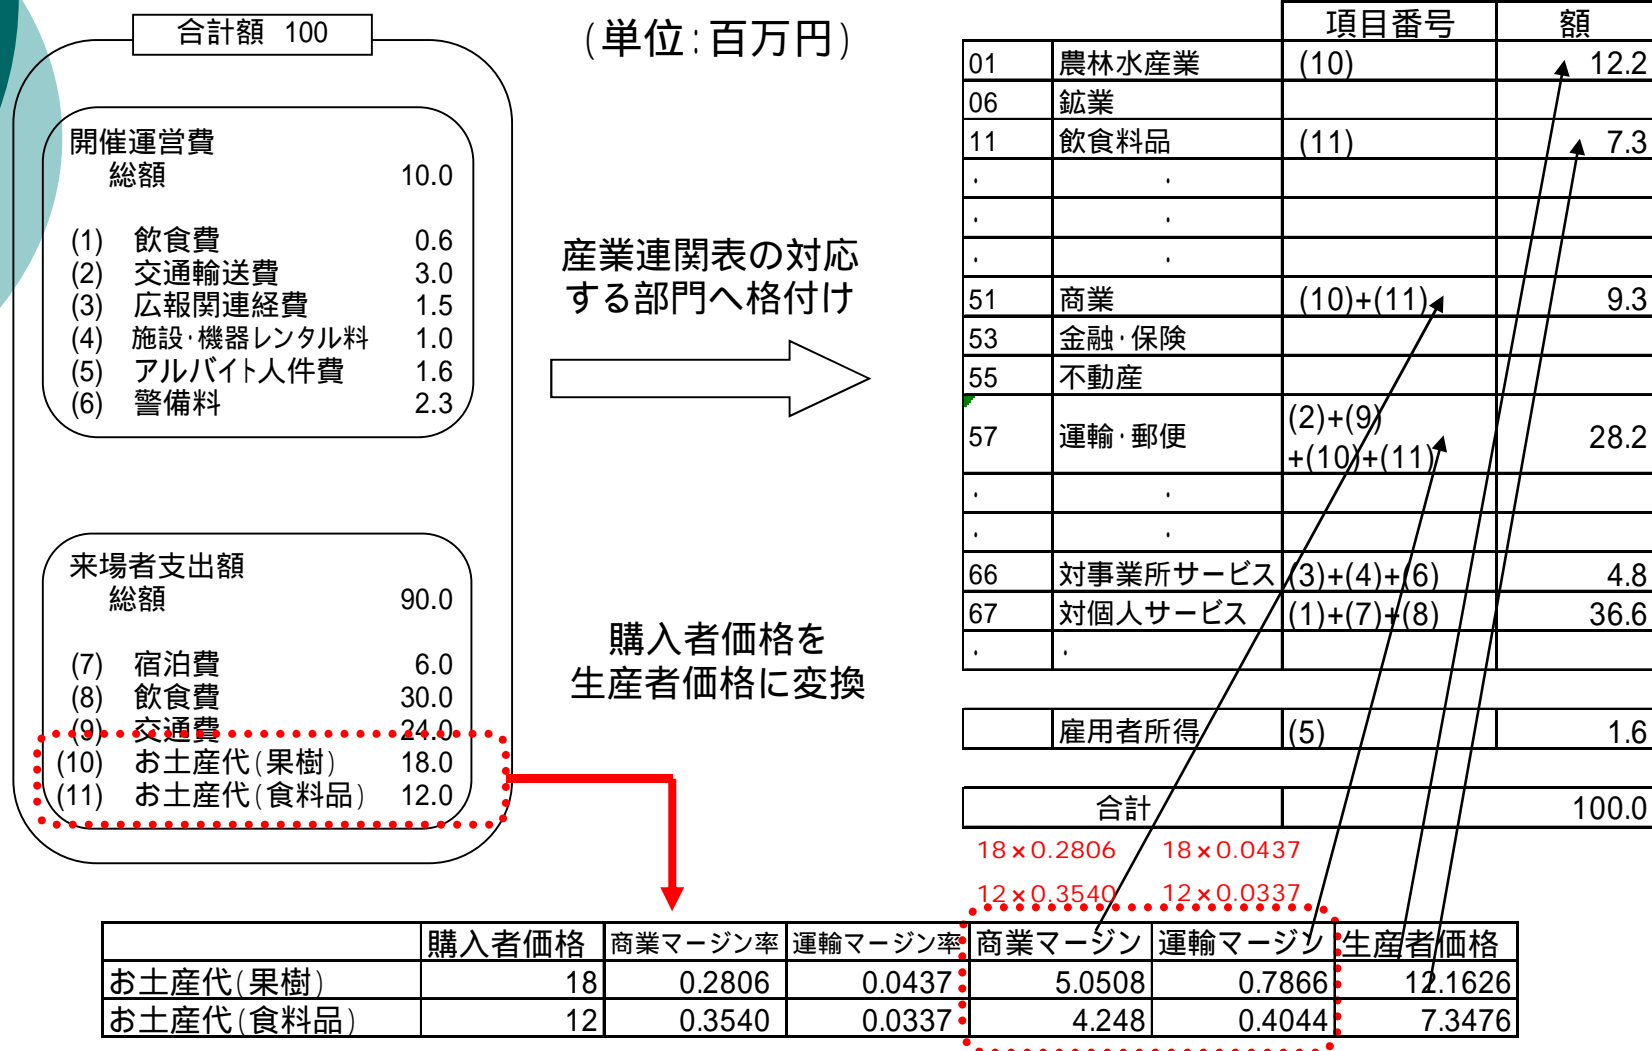 合計額 100
(単位:百万円)
開催運営費
総額 10.0
(1) 飲食費 0.6
(2) 交通輸送費 3.0
(3) 広報関連経費 1.5
(4) 施設・機器レンタル料 1.0
(5) アルバイト人件費 1.6
(6) 警備料 2.3
来場者支出額
総額 90.0
(7) 宿泊費 6.0
(8) 飲食費 30.0
(9) 交通費 24.0
(10) お土産代(果樹) 18.0
(11) お土産代(食料品) 12.0
産業連関表の対応
する部門へ格付け
購入者価格を
生産者価格に変換
項目番号 額
01 農林水産業 (10) 12.2
06 鉱業
11 飲食料品 (11) 7.3
・ ・
・ ・
・ ・
51 商業 (10)+(11) 9.3
53 金融・保険
55 不動産
57 運輸・郵便 (2)+(9)
+(10)+(11) 28.2
・ ・
・ ・
66 対事業所サービス (3)+(4)+(6) 4.8
67 対個人サービス (1)+(7)+(8) 36.6
・ ・
雇用者所得 (5) 1.6
合計 100.0
18×0.2806 18×0.0437
12×0.3540 12×0.0337
購入者価格 商業マージン率 運輸マージン率 商業マージン 運輸マージン 生産者価格
お土産代(果樹) 18 0.2806 0.0437 5.0508 0.7866 12.1626
お土産代(食料品) 12 0.3540 0.0337 4.248 0.4044 7.3476